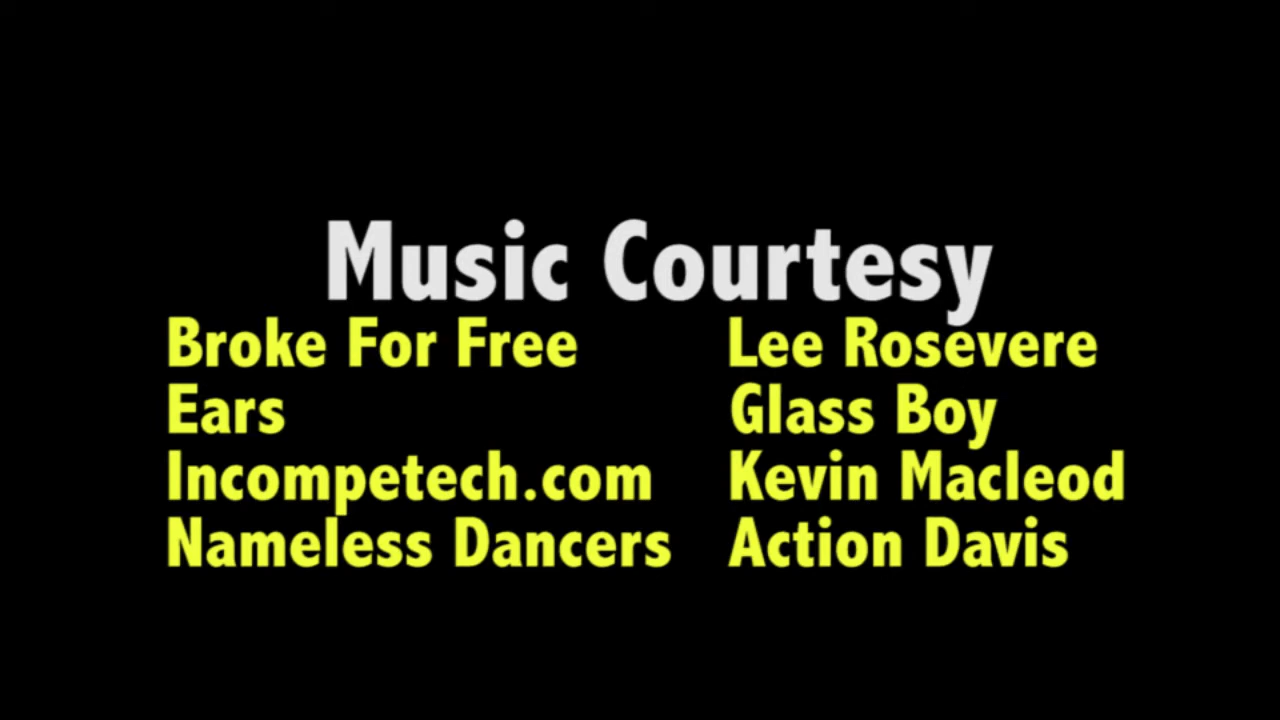 Music Courtesy
Broke For Free
Ears
Incompetech.com
Nameless Dancers
Lee Rosevere
Glass Boy
Kevin Macleod
Action Davis